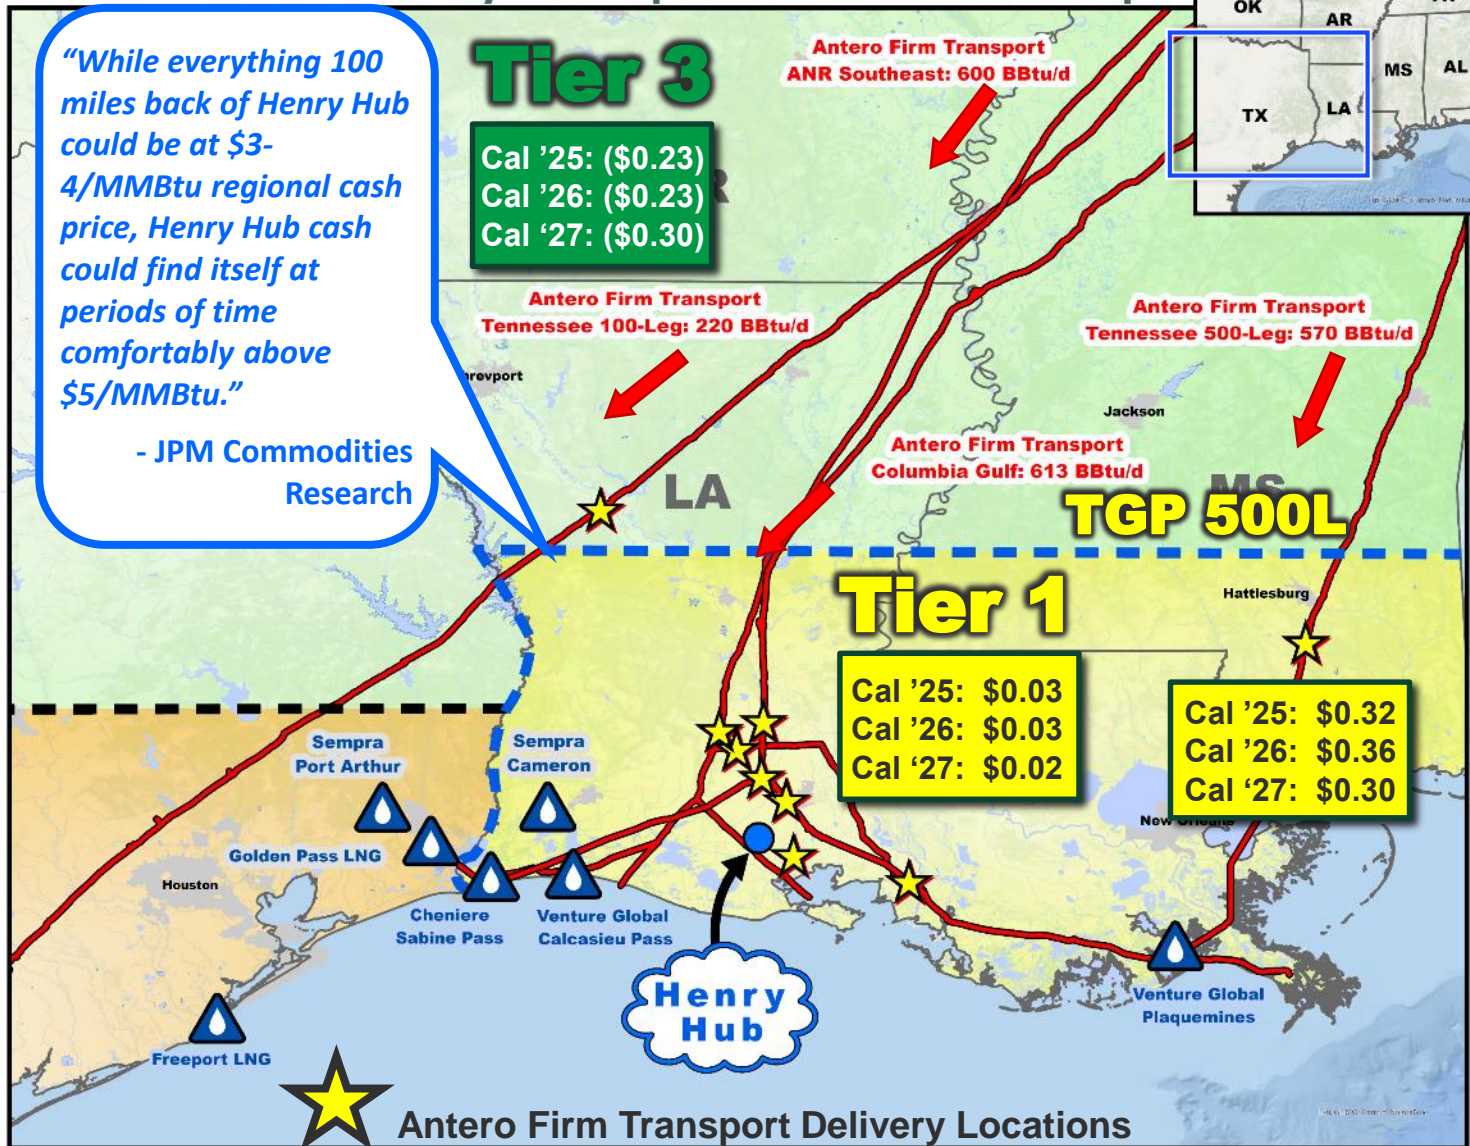 “While everything 100
miles back of Henry Hub
could be at $3-
4/MMBtu regional cash
price, Henry Hub cash
could find itself at
periods of time
comfortably above
$5/MMBtu.”
- JPM Commodities
Research
Tier 3
Cal ’25: ($0.23)
Cal ’26: ($0.23)
Cal ’27: ($0.30)
Antero Firm Transport
ANR Southeast: 600 BBtu/d
OK
AR
MS
AL
TX
LA
Antero Firm Transport
Tennessee 100-Leg: 220 BBtu/d
Antero Firm Transport
Tennessee 500-Leg: 570 BBtu/d
revport
Jackson
Antero Firm Transport
Columbia Gulf: 613 BBtu/d
LA
MS
TGP 500L
Tier 1
Hattlesburg
Cal ’25: $0.03
Cal ’26: $0.03
Cal ‘27: $0.02
Cal ’25: $0.32
Cal ’26: $0.36
Cal ‘27: $0.30
New Orleans
Sempra
Port Arthur
Sempra
Cameron
Golden Pass LNG
Houston
Cheniere
Sabine Pass
Venture Global
Calcasieu Pass
Henry
Hub
Venture Global
Plaquemines
Freeport LNG
Antero Firm Transport Delivery Locations